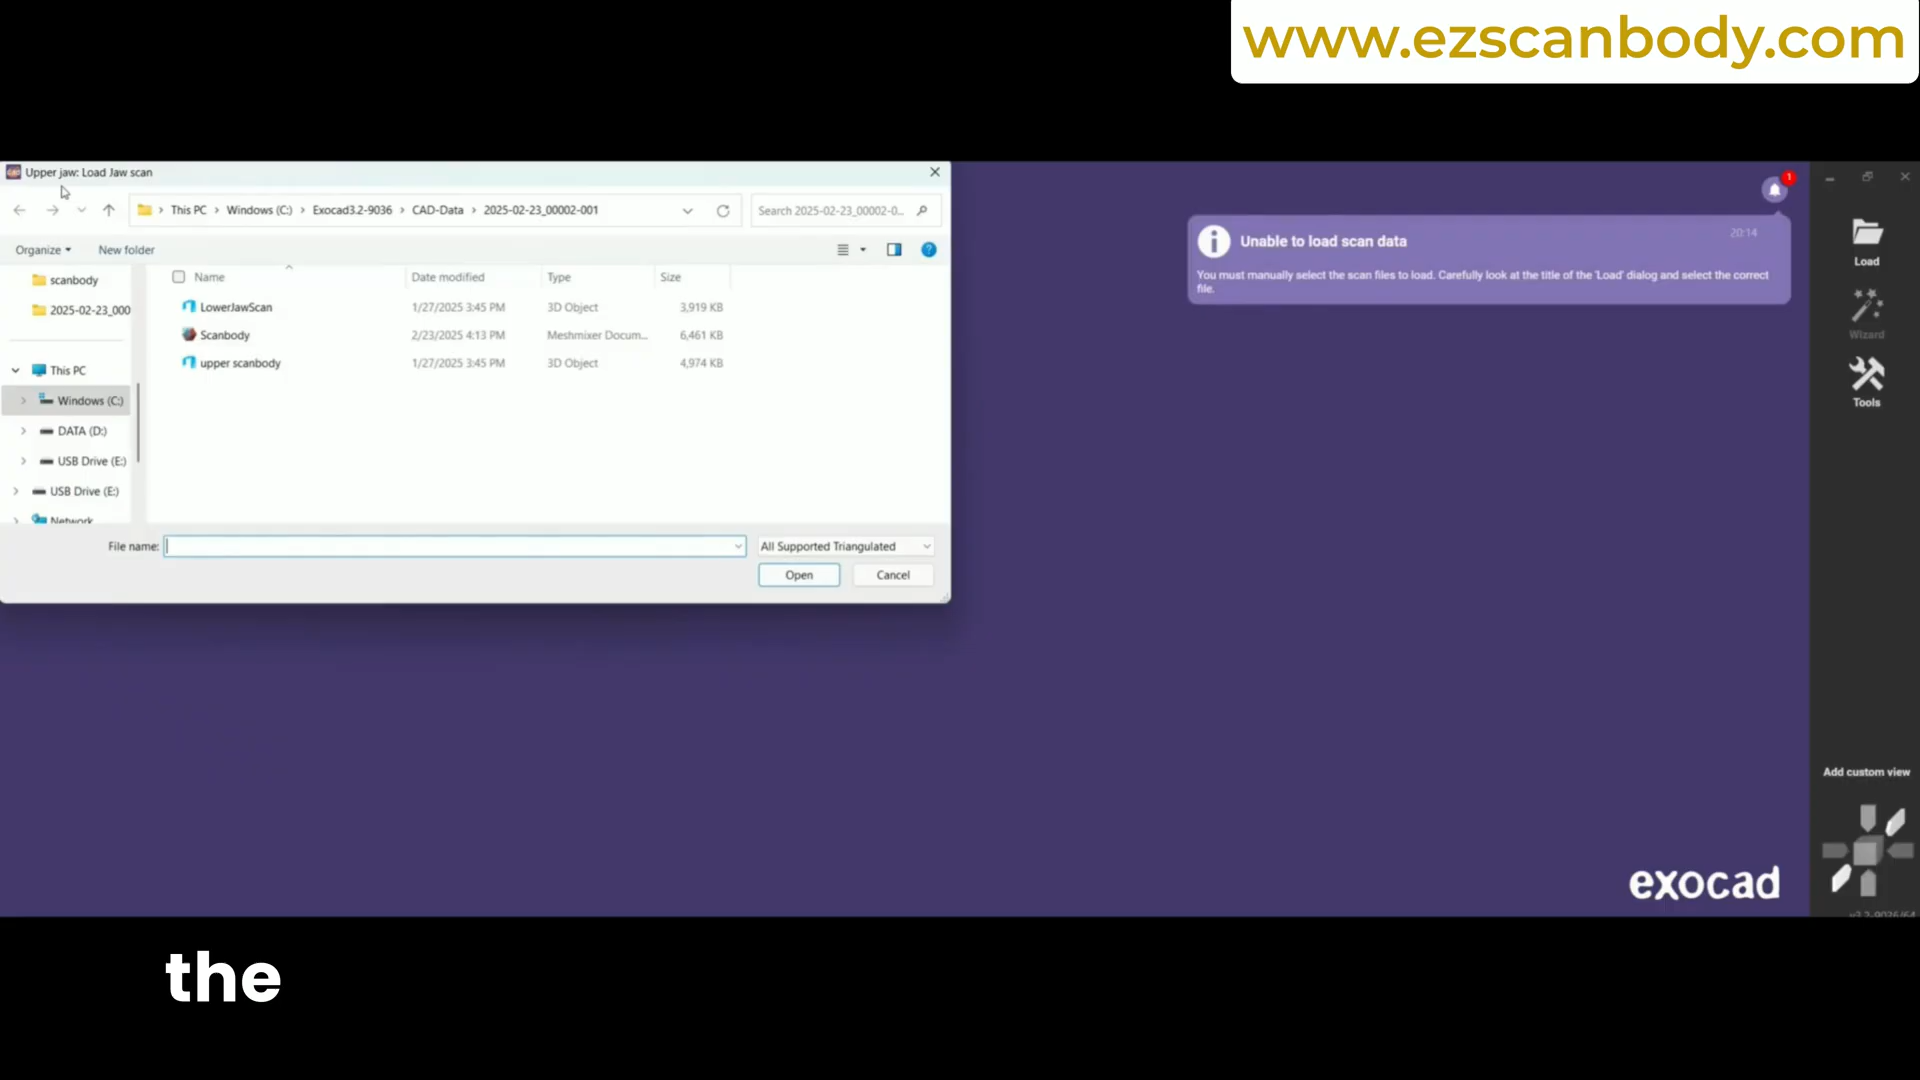 www.ezscanbody.com
Upper jaw: Load Jaw scan
This PC > Windows (C:) > Exocad3.2-9036 > CAD-Data > 2025-02-23_00002-001
Search 2025-02-23_00002-0...
Organize
New folder
scanbody
2025-02-23_000
This PC
Windows (C:)
DATA (D:)
USB Drive (E:)
USB Drive (E:)
Network
Name Date modified Type Size
LowerJawScan 1/27/2025 3:45 PM 3D Object 3,919 KB
Scanbody 2/23/2025 4:13 PM Meshmixer Docum... 6,461 KB
upper scanbody 1/27/2025 3:45 PM 3D Object 4,974 KB
File name:
All Supported Triangulated
Open
Cancel
1
Unable to load scan data
20:14
You must manually select the scan files to load. Carefully look at the title of the 'Load' dialog and select the correct
file.
Load
Wizard
Tools
Add custom view
exocad
the